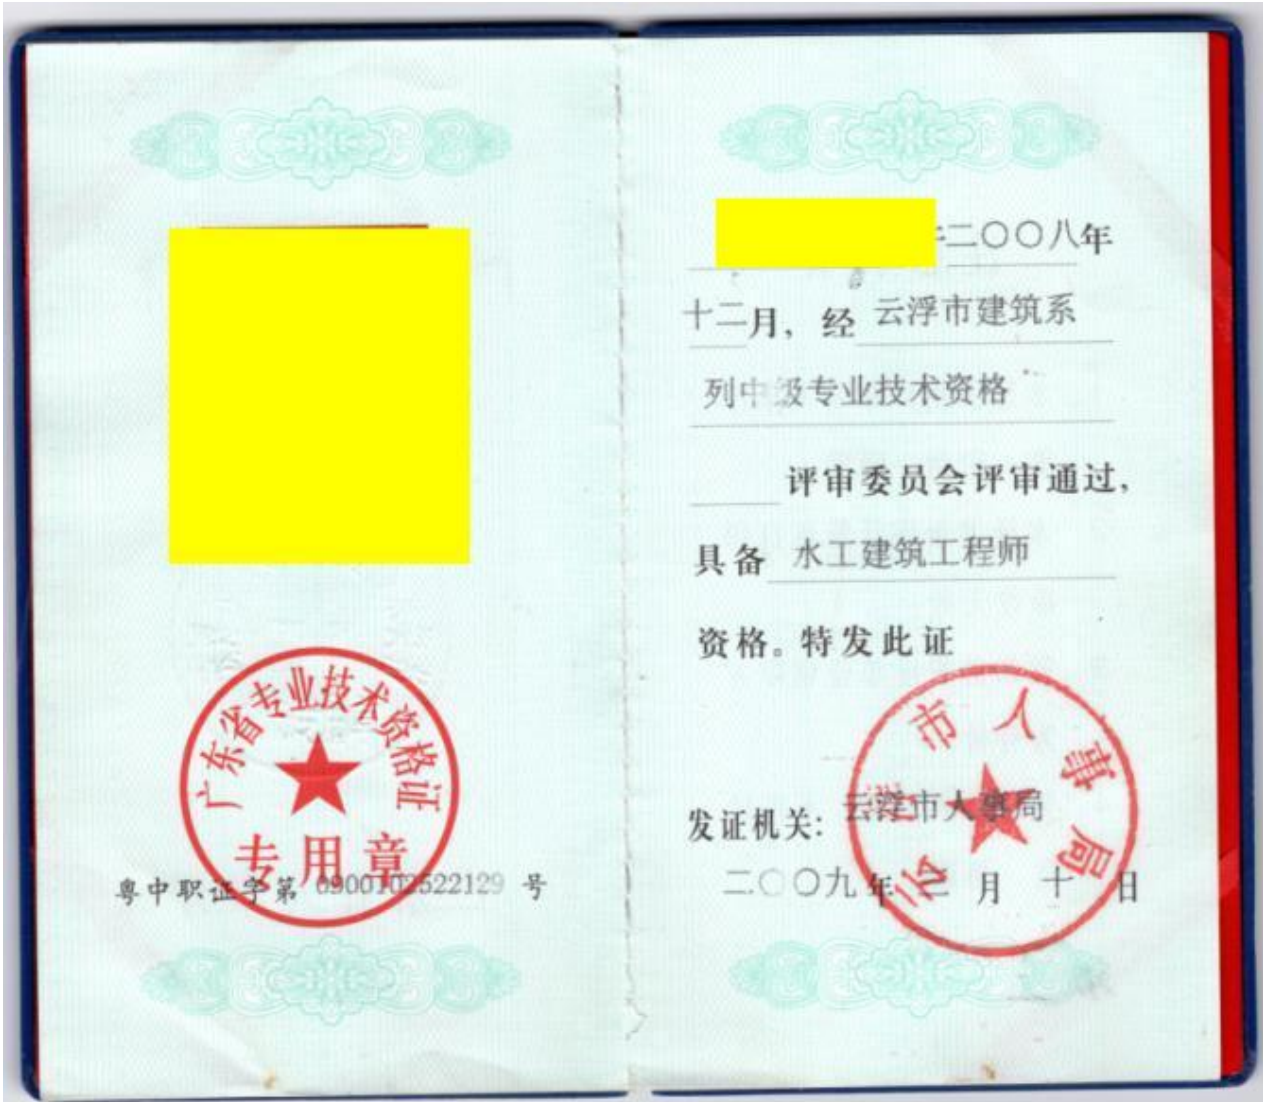 广东省专业技术资格证
专用章
粤中职证字第 0900102522129 号
二〇〇八年
十二月，经 云浮市建筑系
列中级专业技术资格
评审委员会评审通过，
具备 水工建筑工程师
资格。特发此证
云浮市人事局
发证机关：云浮市人事局
二〇〇九年 月 十 日